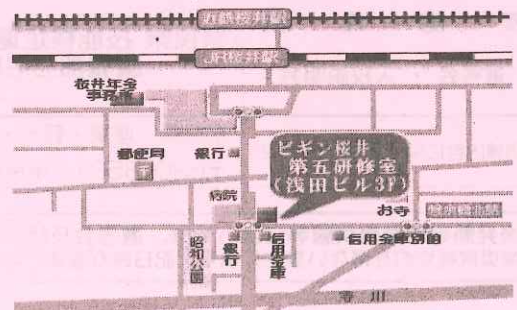 近鉄桜井駅
JR桜井駅
桜井年金
事務所
郵便局
銀行
ビギン桜井
第五研修室
(浅田ビル3F)
病院
お寺
昭和公園
銀行
信用金庫
信用金庫別館
寺川